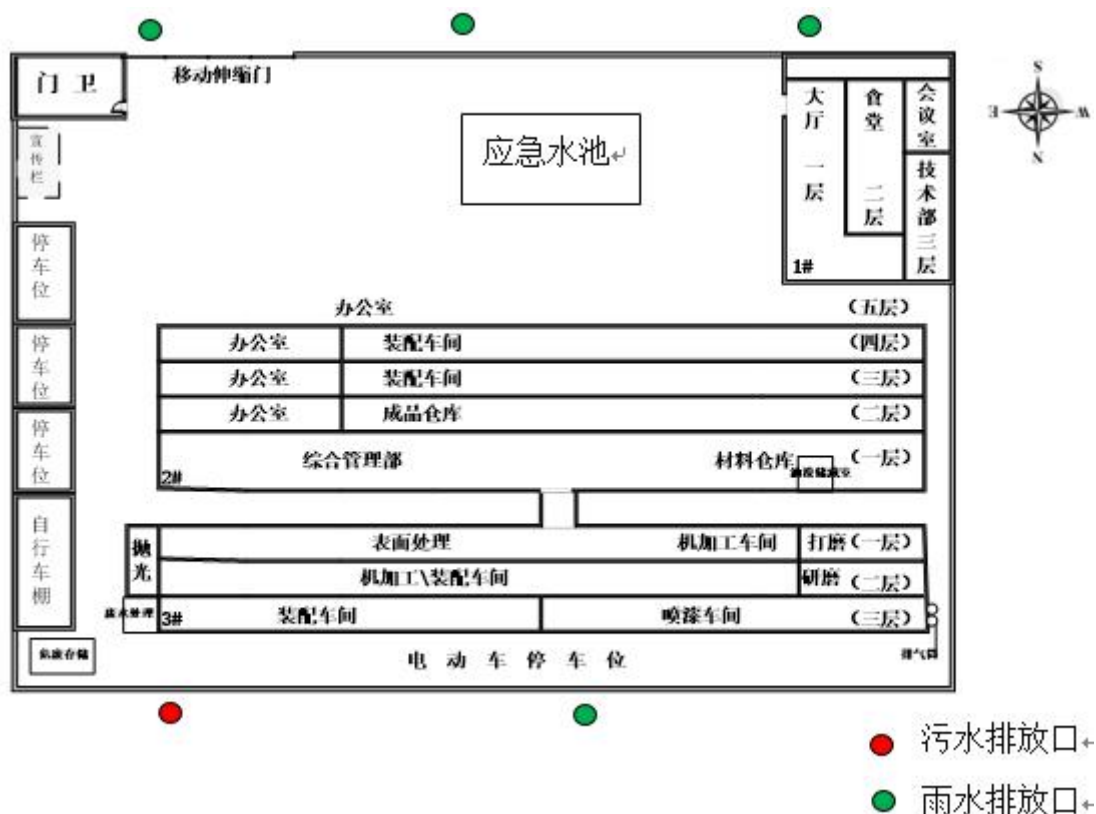 门 卫
移动伸缩门
宣传栏
应急水池
大厅 一层
食堂 二层
会议室
技术部三层
1#
S
E
W
N
停车位
停车位
停车位
自行车棚
办公室 (五层)
办公室 装配车间 (四层)
办公室 装配车间 (三层)
办公室 成品仓库 (二层)
综合管理部 材料仓库 (一层)
2#
抛光
表面处理 机加工车间 打磨 (一层)
机加工\装配车间 研磨 (二层)
3# 装配车间 喷漆车间 (三层)
危废存储
电动车停车位
排气筒
污水排放口
雨水排放口